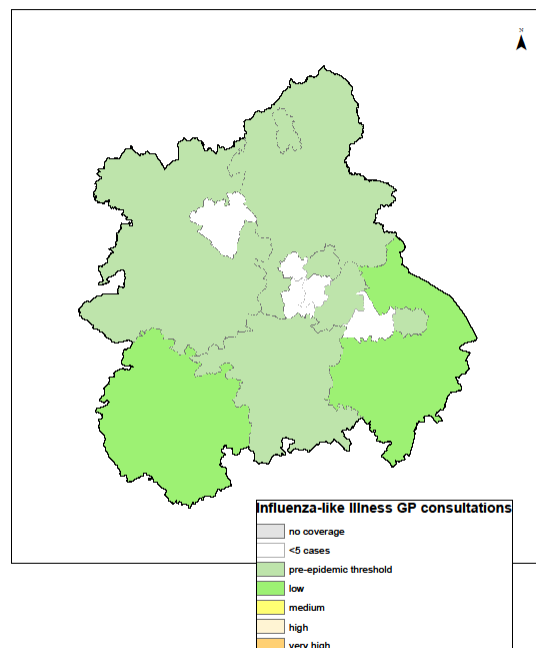 N
Influenza-like Illness GP consultations
no coverage
<5 cases
pre-epidemic threshold
low
medium
high
very high